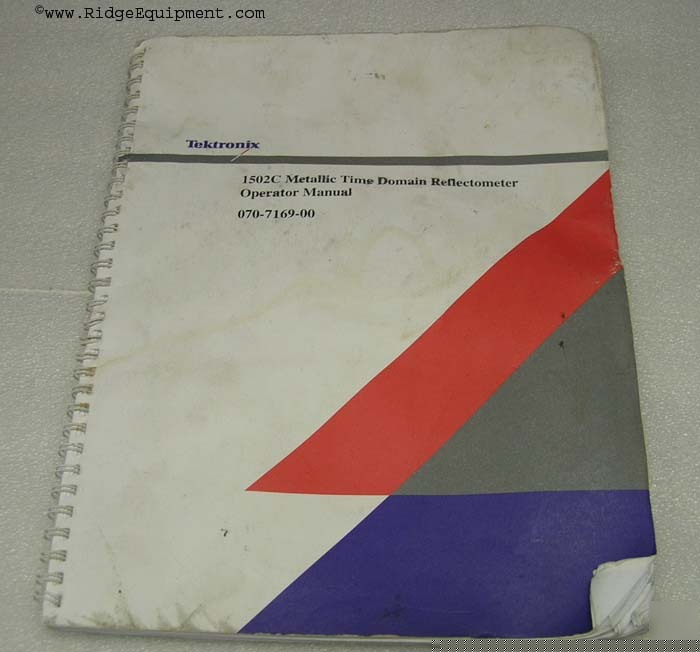 ©www.RidgeEquipment.com
Tektronix
1502C Metallic Time Domain Reflectometer
Operator Manual
070-7169-00